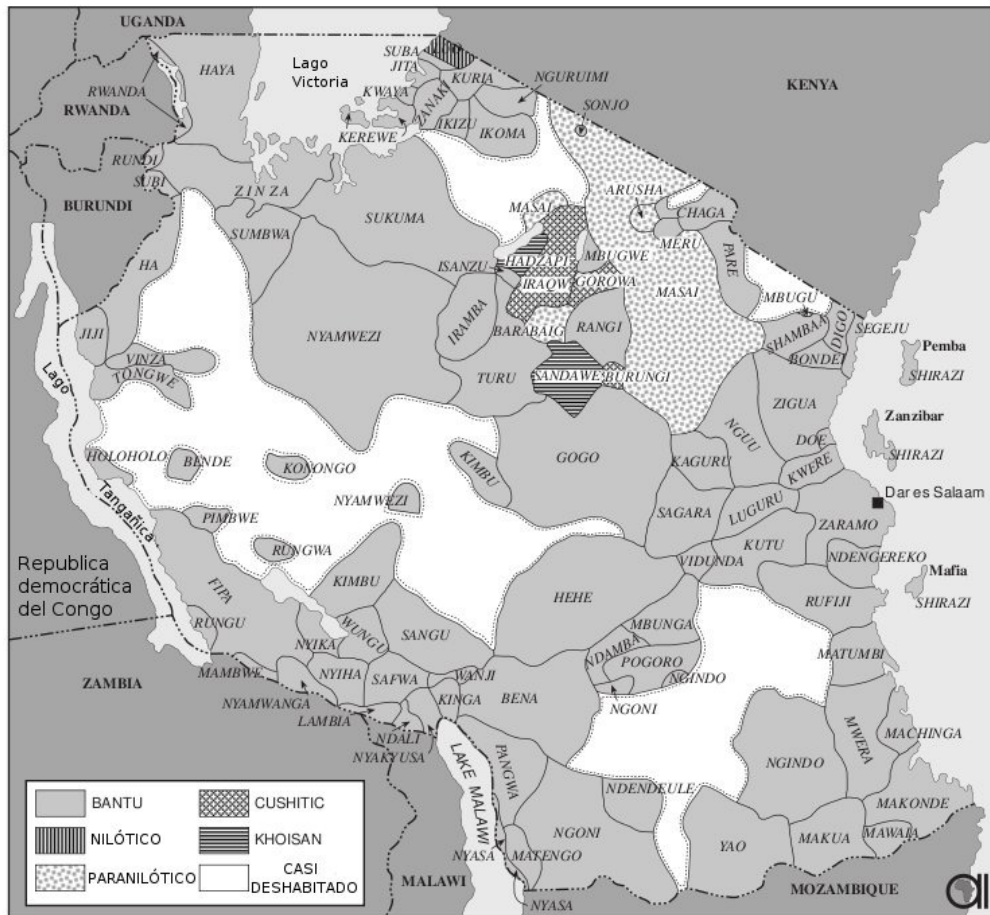 UGANDA
HAYA
Lago
Victoria
SUBA
JITA
KURIA
NGURUIMI
KENYA
RWANDA
RWANDA
KWAYA
ZANAKI
SONJO
KEREWE
IKIZU
IKOMA
RUNDI
SUBI
BURUNDI
ZINZA
SUKUMA
MASAI
ARUSHA
CHAGA
MERU
SUMBWA
HA
ISANZU
HADZAPI
MBUGWE
PARE
IRAQW
GOROWA
MASAI
MBUGU
JIJI
NYAMWEZI
IRAMBA
BARABAIG
RANGI
SHAMBAA
DIGO
SEGEJU
BONDEI
Pemba
SHIRAZI
VINZA
TONGWE
TURU
SANDAWE
BURUNGI
Lago
Tangañica
ZIGUA
NGUU
Zanzibar
SHIRAZI
DOE
KWERE
HOLOHOLO
BENDE
KONONGO
KIMBU
GOGO
KAGURU
NYAMWEZI
Dar es Salaam
PIMBWE
SAGARA
LUGURU
ZARAMO
RUNGWA
KUTU
NDENGEREKO
Republica
democrática
del Congo
VIDUNDA
Mafia
SHIRAZI
FIPA
KIMBU
HEHE
RUFIJI
RUNGU
WUNGU
SANGU
MBUNGA
NYIKA
NDAMBA
MATUMBI
POGORO
MAMBWE
NYIHA
SAFWA
WANJI
NGINDO
ZAMBIA
NYAMWANGA
KINGA
BENA
NGONI
LAMBIA
NDALI
NYAKYUSA
MWERA
MACHINGA
LAKE MALAWI
PANGWA
NGINDO
NDENDEULE
BANTU
CUSHITIC
NILÓTICO
KHOISAN
PARANILÓTICO
CASI
DESHABITADO
MAKONDE
NGONI
YAO
MAKUA
MAWAIA
NYASA
MATENGO
MALAWI
MOZAMBIQUE
NYASA